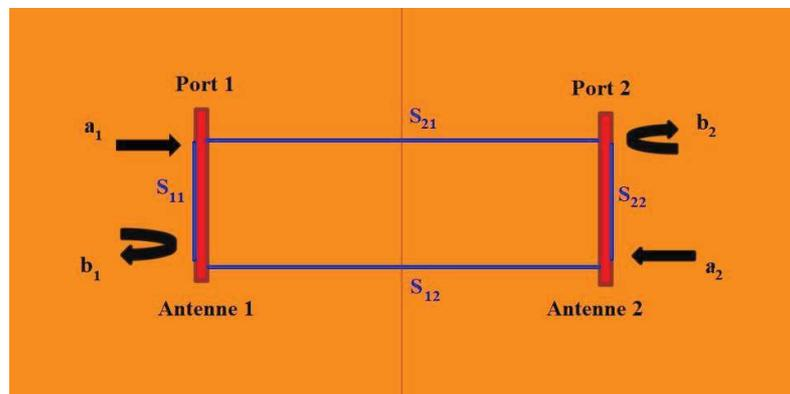 Port 1
Port 2
a1
S21
b2
S11
S22
b1
a2
S12
Antenne 1
Antenne 2